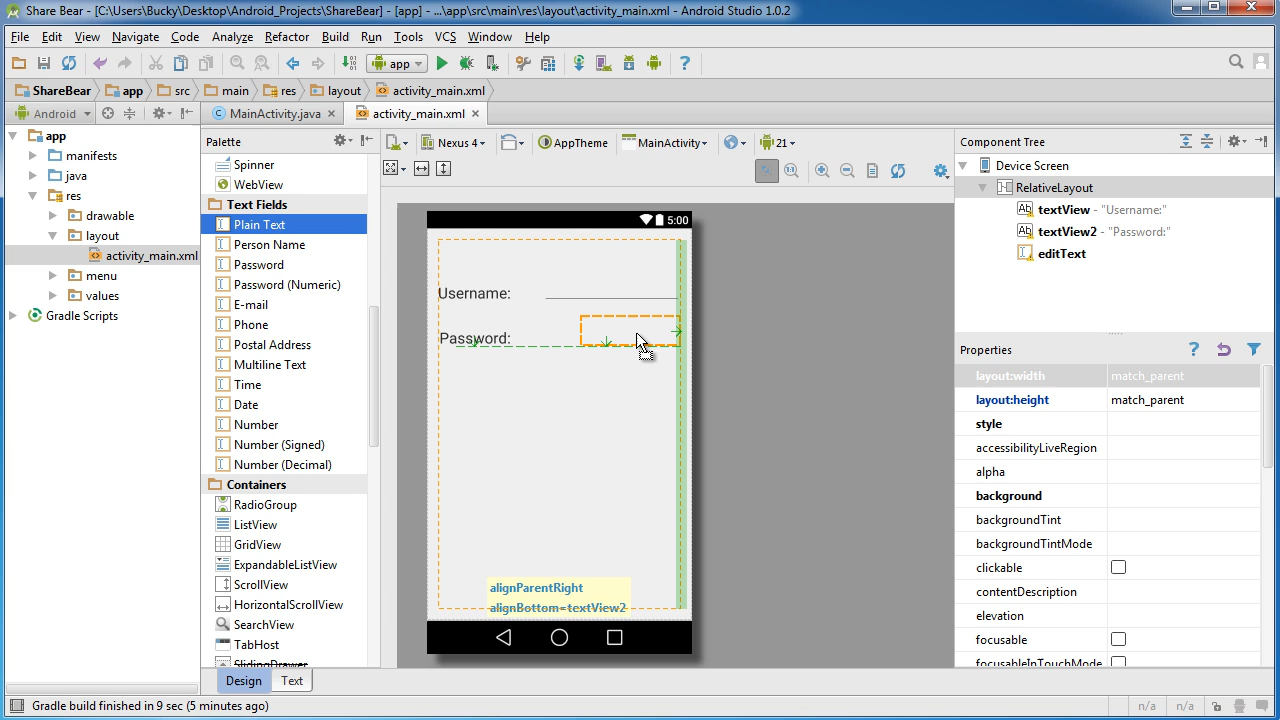 Share Bear - [C:\Users\Bucky\Desktop\Android_Projects\ShareBear] - [app] - ...\app\src\main\res\layout\activity_main.xml - Android Studio 1.0.2
File Edit View Navigate Code Analyze Refactor Build Run Tools VCS Window Help
app
ShareBear app src main res layout activity_main.xml
Android MainActivity.java activity_main.xml
app
manifests
java
res
drawable
layout
activity_main.xml
menu
values
Gradle Scripts
Palette
Spinner
WebView
Text Fields
Plain Text
Person Name
Password
Password (Numeric)
E-mail
Phone
Postal Address
Multiline Text
Time
Date
Number
Number (Signed)
Number (Decimal)
Containers
RadioGroup
ListView
GridView
ExpandableListView
ScrollView
HorizontalScrollView
SearchView
TabHost
SlidingDrawer
Nexus 4 AppTheme MainActivity 21
5:00
Username:
Password:
alignParentRight
alignBottom=textView2
Design Text
Component Tree
Device Screen
RelativeLayout
textView - "Username:"
textView2 - "Password:"
editText
Properties
layout:width match_parent
layout:height match_parent
style
accessibilityLiveRegion
alpha
background
backgroundTint
backgroundTintMode
clickable
contentDescription
elevation
focusable
focusableInTouchMode
Gradle build finished in 9 sec (5 minutes ago)
n/a n/a